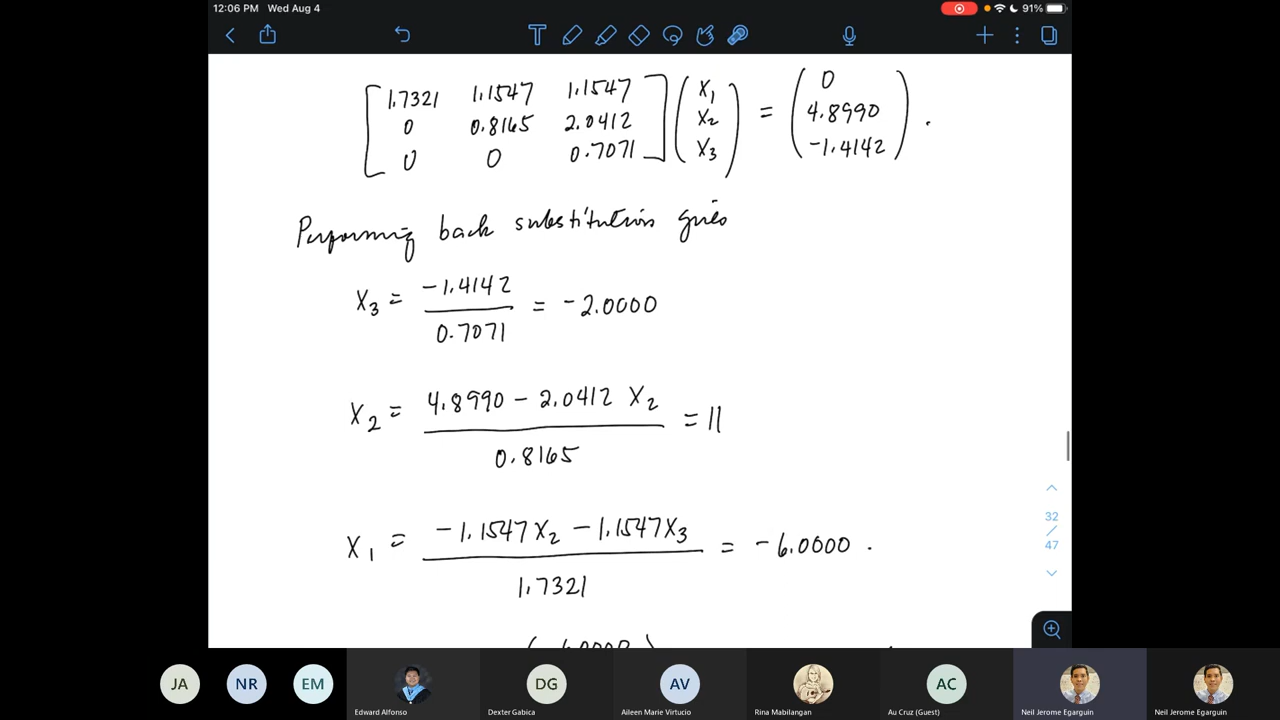 12:06 PM Wed Aug 4
91%
[1.7321 1.1547 1.1547] (X1) = (0)
[0 0.8165 2.0412] (X2) (4.8990) .
[0 0 0.7071] (X3) (-1.4142)
Performing back substitution gives
X3 = -1.4142 / 0.7071 = -2.0000
X2 = 4.8990 - 2.0412 X2 / 0.8165 = 11
X1 = -1.1547X2 - 1.1547X3 / 1.7321 = -6.0000 .
32
/
47
JA
NR
EM
Edward Alfonso
DG
Dexter Gabica
AV
Aileen Marie Virtucio
Rina Mabilangan
AC
Au Cruz (Guest)
Neil Jerome Egarguin
Neil Jerome Egarguin